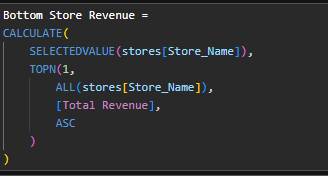 Bottom Store Revenue =
CALCULATE(
    SELECTEDVALUE(stores[Store_Name]),
    TOPN(1,
        ALL(stores[Store_Name]),
        [Total Revenue],
        ASC
    )
)